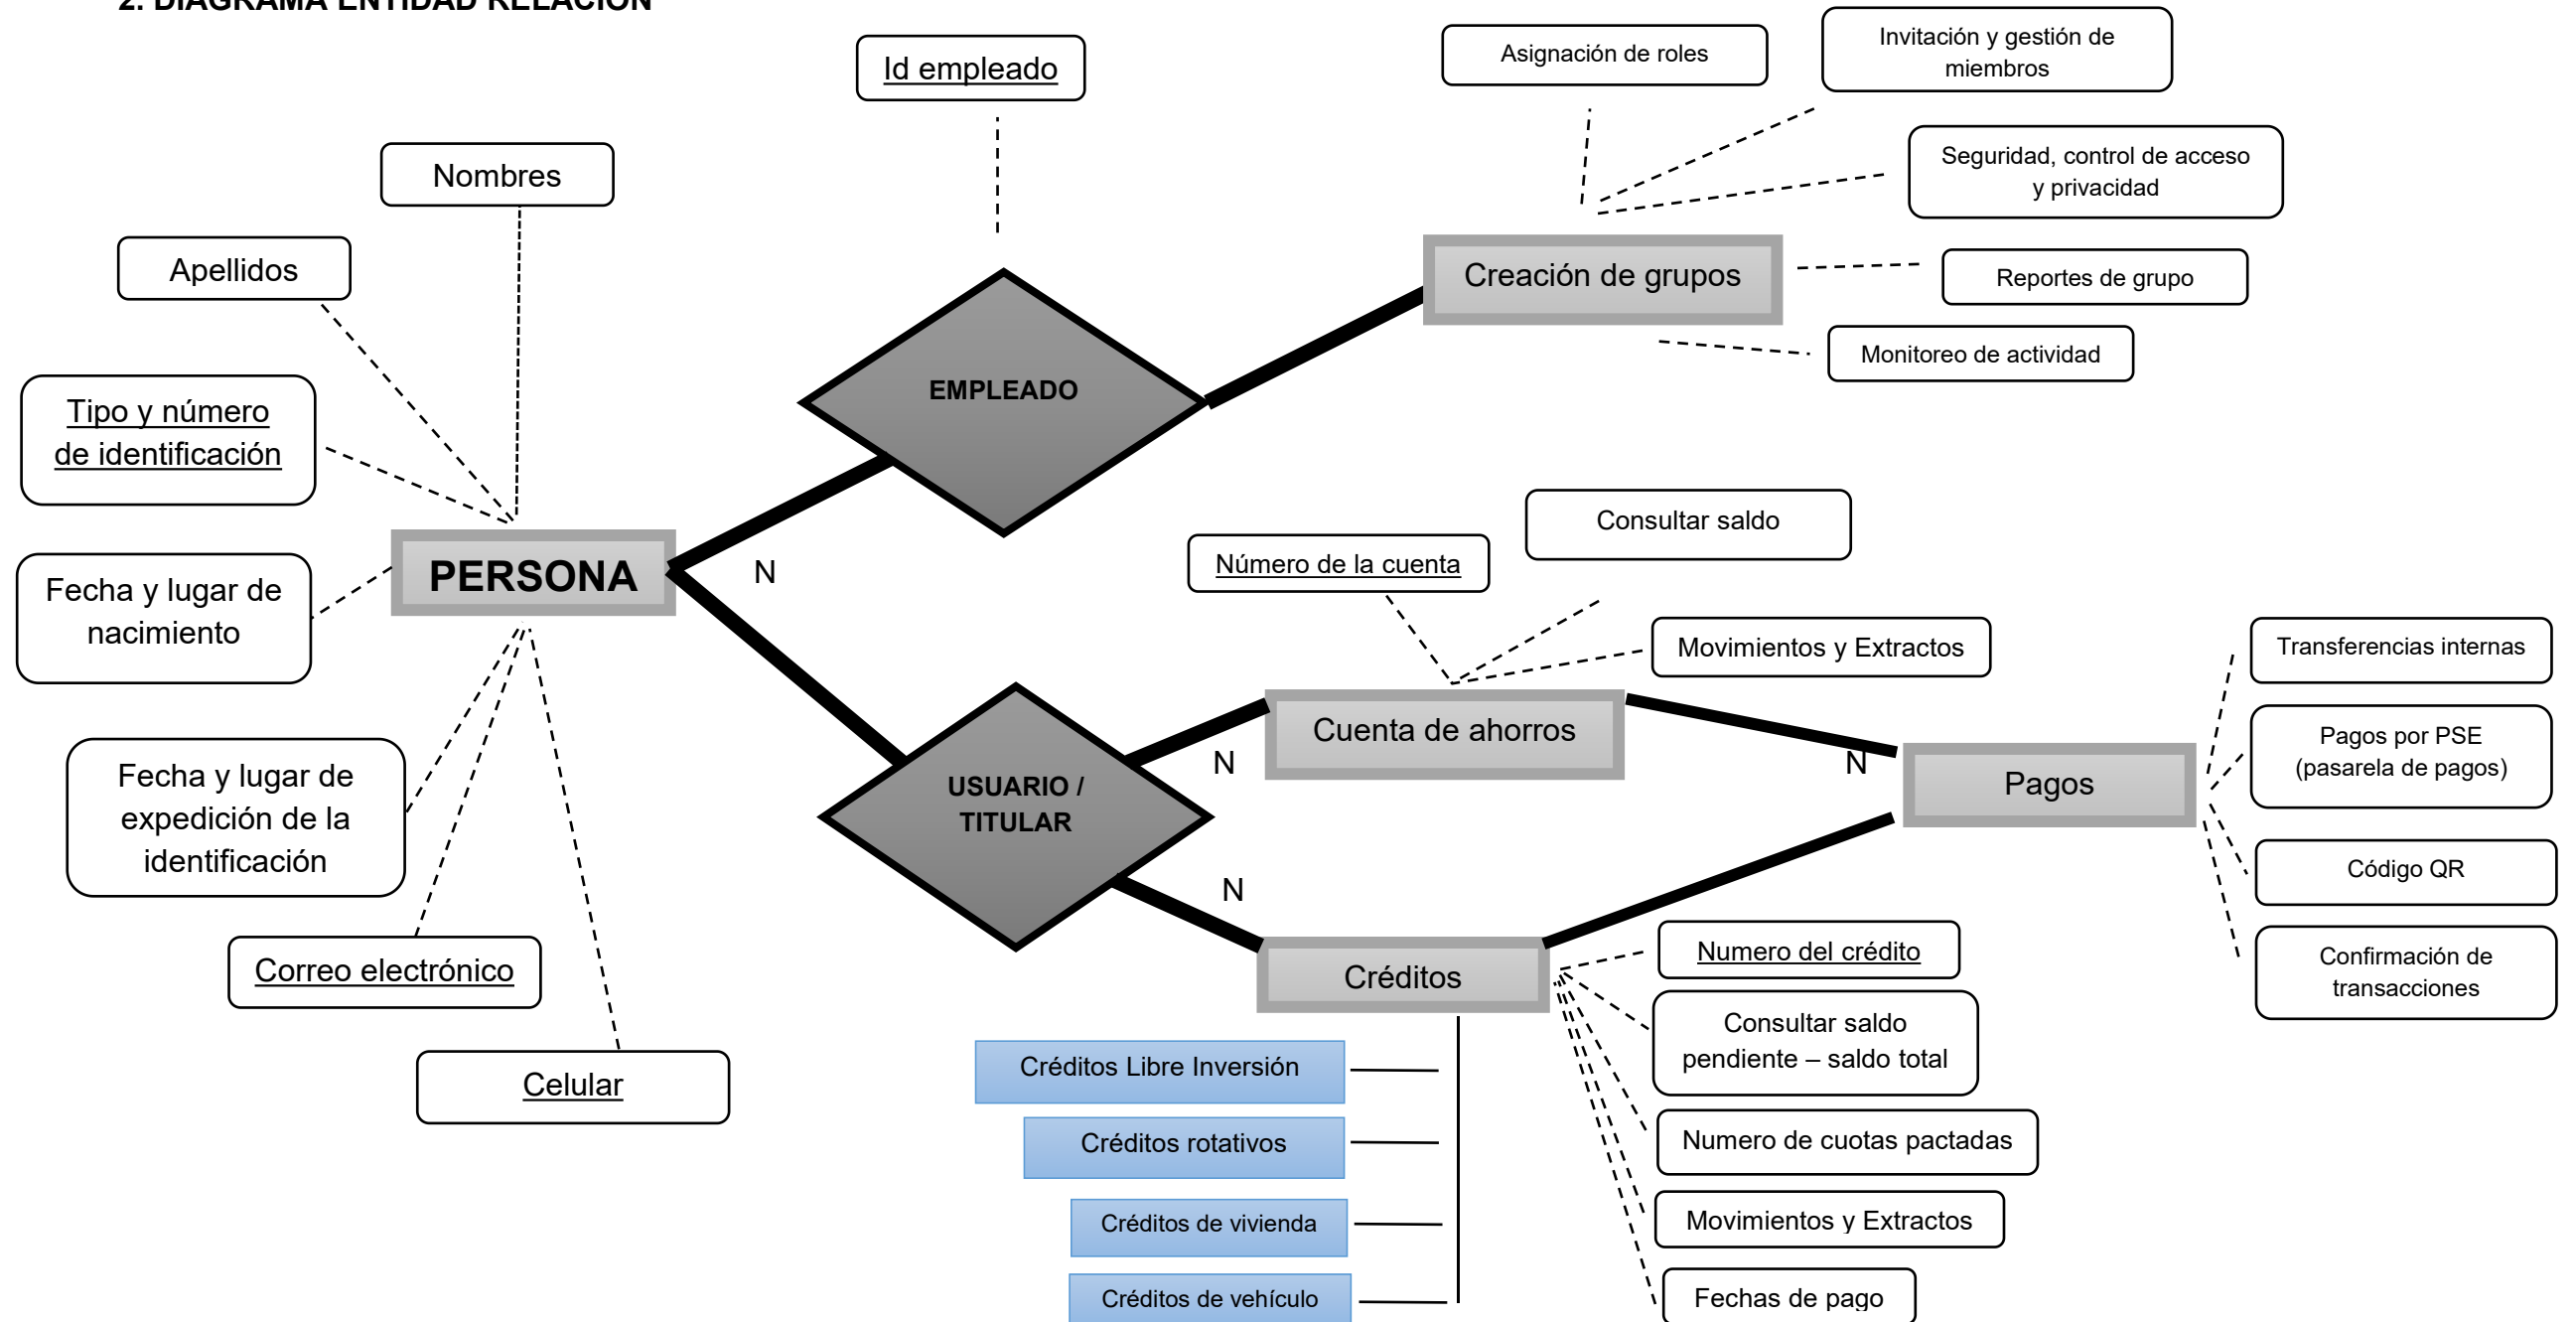 2. DIAGRAMA ENTIDAD RELACION
Id empleado
Asignación de roles
Invitación y gestión de
miembros
Seguridad, control de acceso
y privacidad
Nombres
Apellidos
Creación de grupos
Reportes de grupo
Monitoreo de actividad
EMPLEADO
Tipo y número
de identificación
PERSONA
N
Consultar saldo
Número de la cuenta
Movimientos y Extractos
Fecha y lugar de
nacimiento
Cuenta de ahorros
N
N
Pagos
Transferencias internas
Pagos por PSE
(pasarela de pagos)
Código QR
Confirmación de
transacciones
USUARIO /
TITULAR
Fecha y lugar de
expedición de la
identificación
N
Correo electrónico
Celular
Créditos
Numero del crédito
Consultar saldo
pendiente – saldo total
Numero de cuotas pactadas
Movimientos y Extractos
Fechas de pago
Créditos Libre Inversión
Créditos rotativos
Créditos de vivienda
Créditos de vehículo